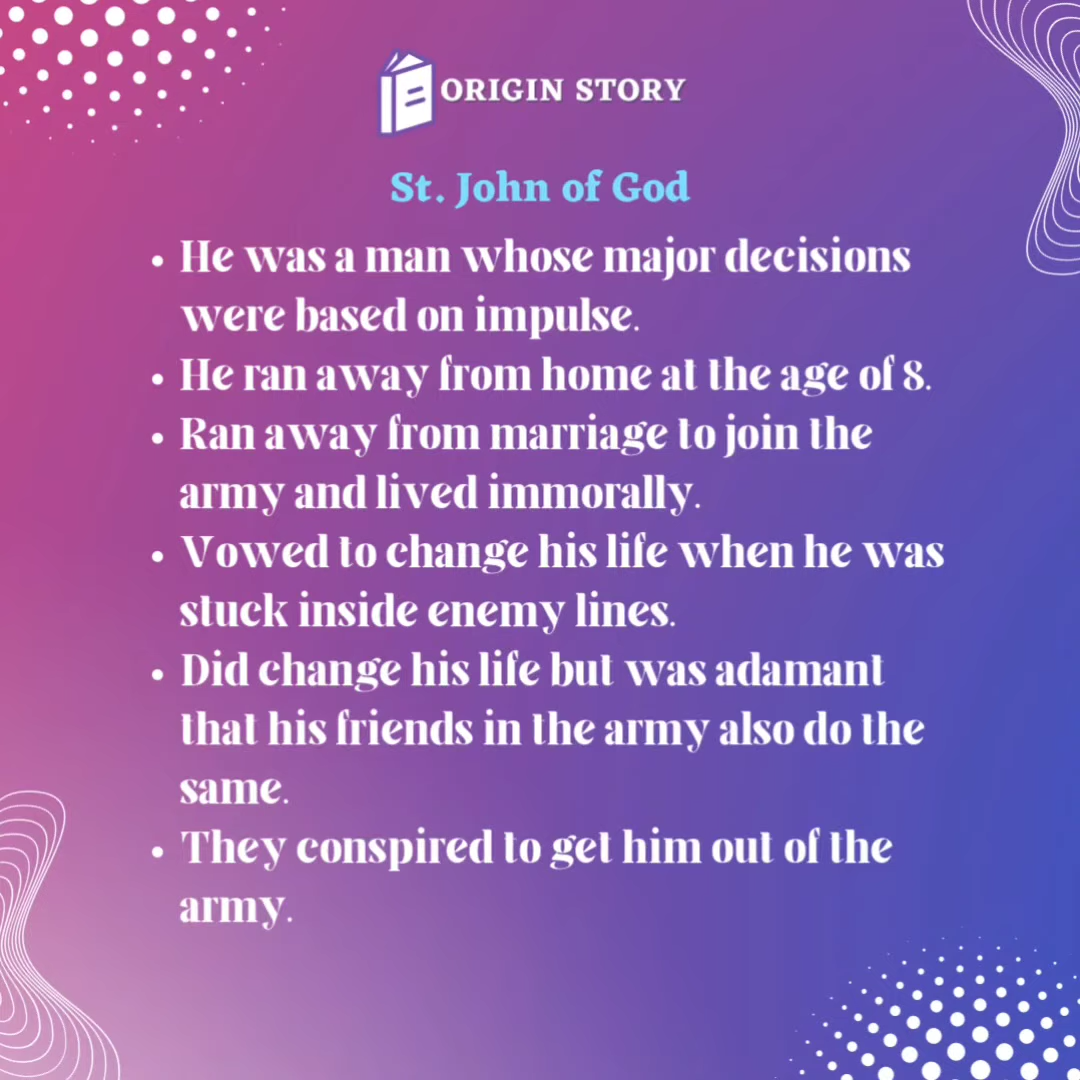 ORIGIN STORY
St. John of God
• He was a man whose major decisions
were based on impulse.
• He ran away from home at the age of 8.
• Ran away from marriage to join the
army and lived immorally.
• Vowed to change his life when he was
stuck inside enemy lines.
• Did change his life but was adamant
that his friends in the army also do the
same.
• They conspired to get him out of the
army.